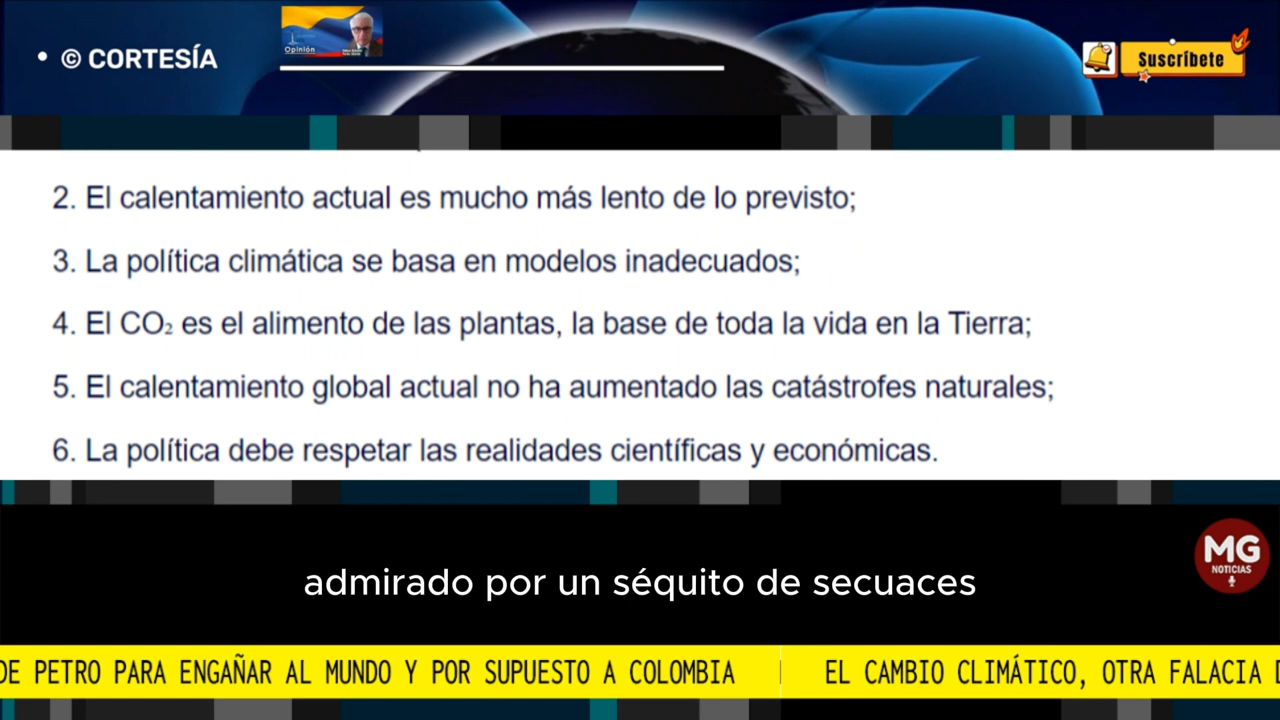 • © CORTESÍA
Opinión
Suscríbete
2. El calentamiento actual es mucho más lento de lo previsto;
3. La política climática se basa en modelos inadecuados;
4. El CO₂ es el alimento de las plantas, la base de toda la vida en la Tierra;
5. El calentamiento global actual no ha aumentado las catástrofes naturales;
6. La política debe respetar las realidades científicas y económicas.
MG
NOTICIAS
admirado por un séquito de secuaces
DE PETRO PARA ENGAÑAR AL MUNDO Y POR SUPUESTO A COLOMBIA | EL CAMBIO CLIMÁTICO, OTRA FALACIA